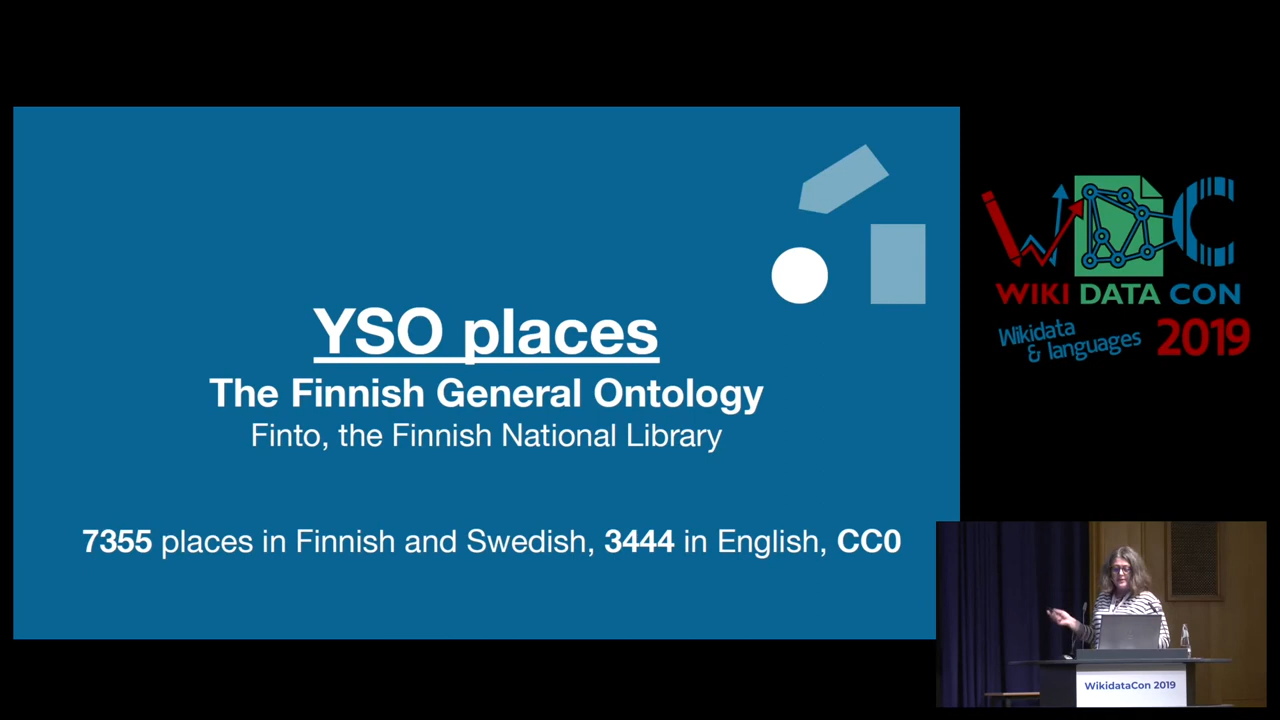 YSO places
The Finnish General Ontology
Finto, the Finnish National Library
7355 places in Finnish and Swedish, 3444 in English, CC0
WDC
WIKI DATA CON
Wikidata
& languages
2019
WikidataCon 2019